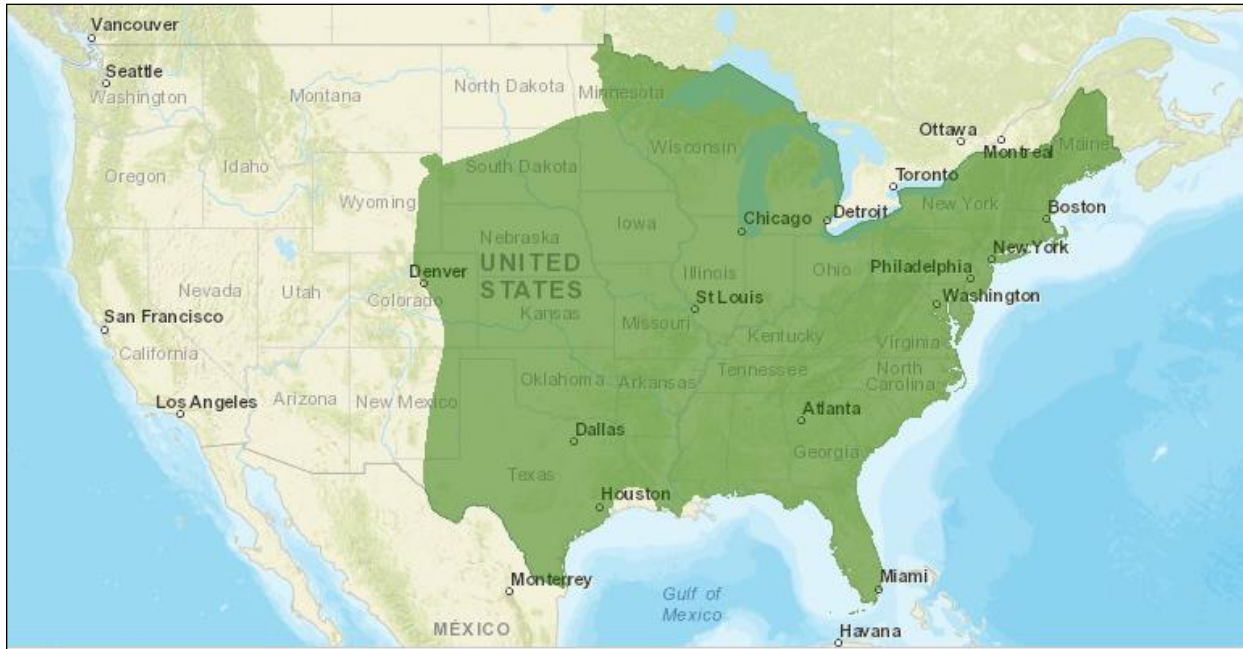 Vancouver
Seattle
Washington
Montana
North Dakota
Minnesota
Ottawa
Montreal
Maine
Oregon
Idaho
Wyoming
South Dakota
Wisconsin
Toronto
New York
Boston
Detroit
Chicago
Iowa
Nebraska
New York
Philadelphia
Ohio
Illinois
Denver
UNITED
STATES
Nevada
Utah
Colorado
Kansas
St Louis
Washington
San Francisco
California
Missouri
Kentucky
Virginia
Tennessee
North
Carolina
Oklahoma
Arkansas
Los Angeles
Arizona
New Mexico
Atlanta
Dallas
Georgia
Texas
Houston
Monterrey
Miami
Gulf of
Mexico
MÉXICO
Havana